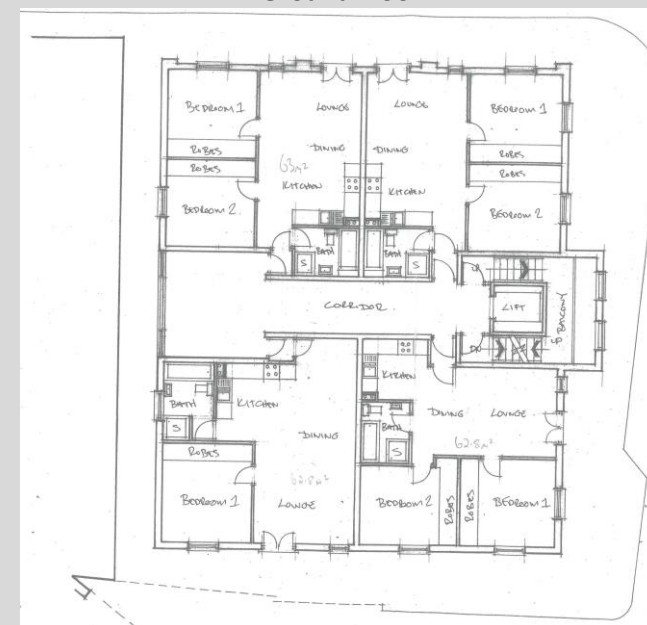 LOUNGE
LOUNGE
BEDROOM 1
BEDROOM 1
DINING
DINING
ROBES
ROBES
63m²
ROBES
ROBES
KITCHEN
KITCHEN
BEDROOM 2.
BEDROOM 2
BATH
BATH
S
S
UP
CORRIDOR
LIFT
BALCONY
DN
KITCHEN
KITCHEN
BATH
DINING
LOUNGE
S
BATH
DINING
62.8m²
ROBES
S
62.8m²
BEDROOM 1
LOUNGE
BEDROOM 2
ROBES
ROBES
BEDROOM 1